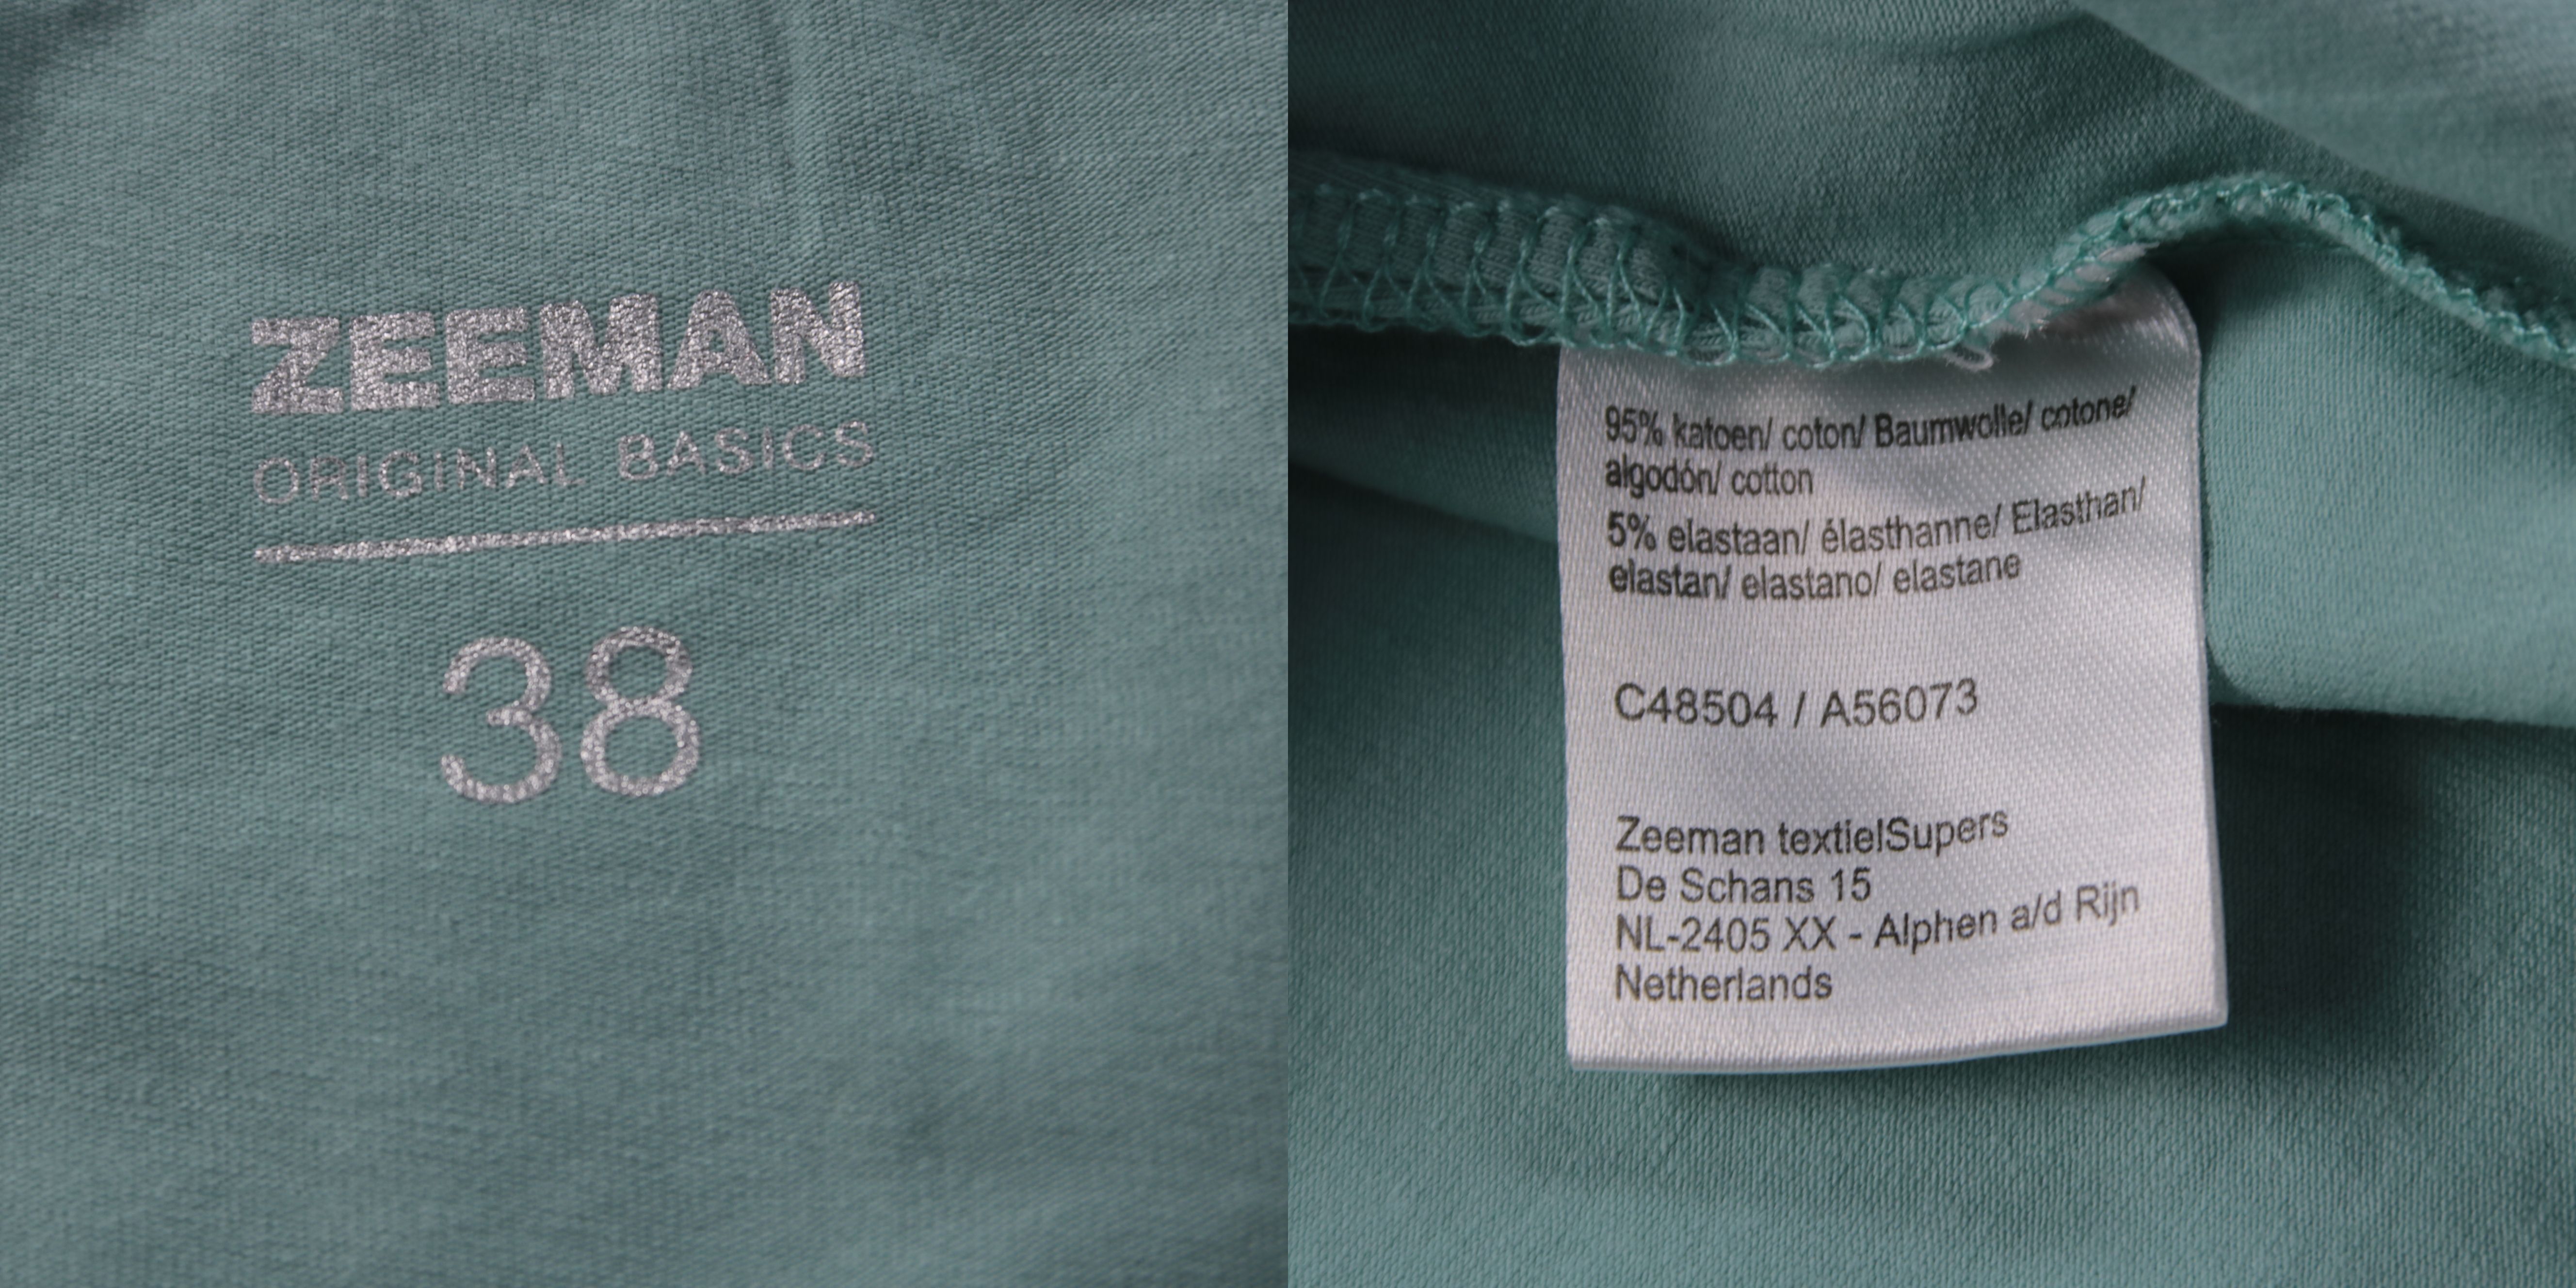 ZEEMAN
ORIGINAL BASICS
38
95% katoen/ coton/ Baumwolle/ cotone/
algodón/ cotton
5% elastaan/ élasthanne/ Elasthan/
elastan/ elastano/ elastane
C48504 / A56073
Zeeman textielSupers
De Schans 15
NL-2405 XX - Alphen a/d Rijn
Netherlands